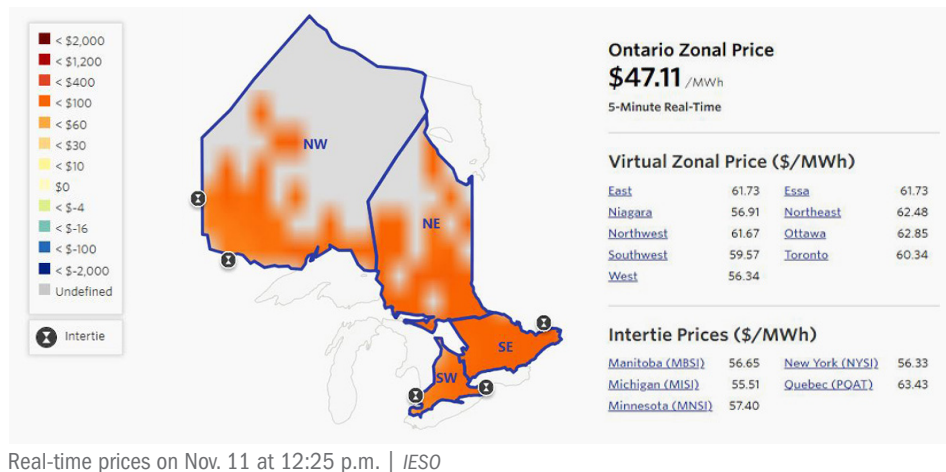 < $2,000
< $1,200
< $400
< $100
< $60
< $30
< $10
$0
< $-4
< $-16
< $-100
< $-2,000
Undefined
Intertie
NW
NE
SE
SW
Ontario Zonal Price
$47.11 /MWh
5-Minute Real-Time
Virtual Zonal Price ($/MWh)
East 61.73 Essa 61.73
Niagara 56.91 Northeast 62.48
Northwest 61.67 Ottawa 62.85
Southwest 59.57 Toronto 60.34
West 56.34
Intertie Prices ($/MWh)
Manitoba (MBSI) 56.65 New York (NYSI) 56.33
Michigan (MISI) 55.51 Quebec (PQAT) 63.43
Minnesota (MNSI) 57.40
Real-time prices on Nov. 11 at 12:25 p.m. | IESO